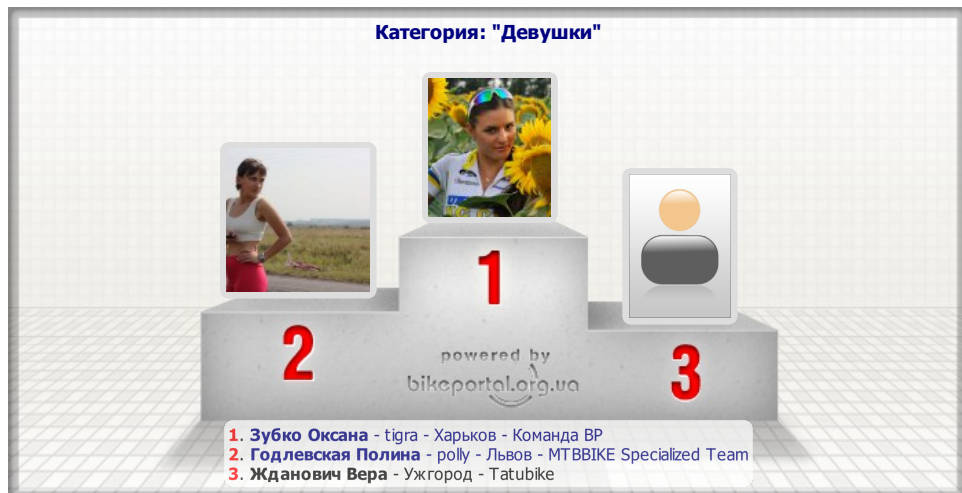 Категория: "Девушки"
1
2
3
powered by
bikeportal.org.ua
1. Зубко Оксана - tigra - Харьков - Команда BP
2. Годлевская Полина - polly - Львов - MTBBIKE Specialized Team
3. Жданович Вера - Ужгород - Tatubike